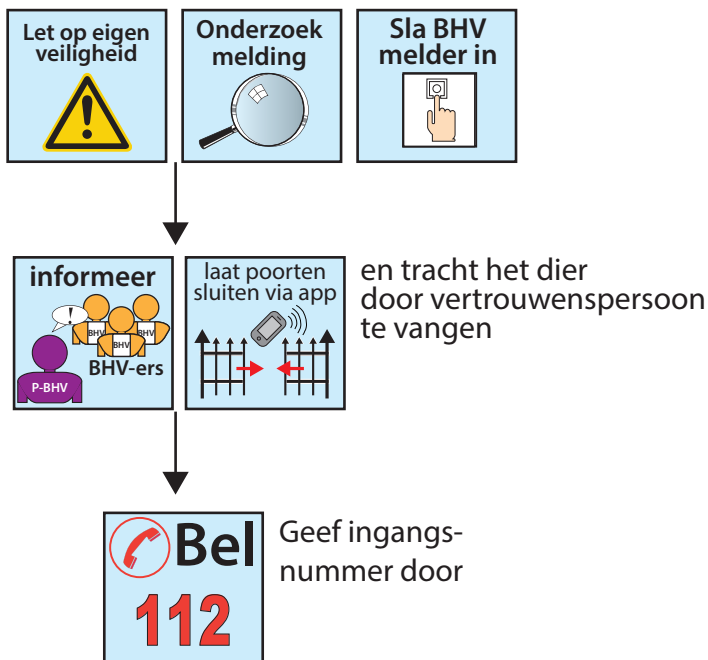 Let op eigen
veiligheid
Onderzoek
melding
Sla BHV
melder in
informeer
!
BHV
BHV
BHV
BHV-ers
P-BHV
laat poorten
sluiten via app
en tracht het dier
door vertrouwenspersoon
te vangen
Bel
112
Geef ingangs-
nummer door